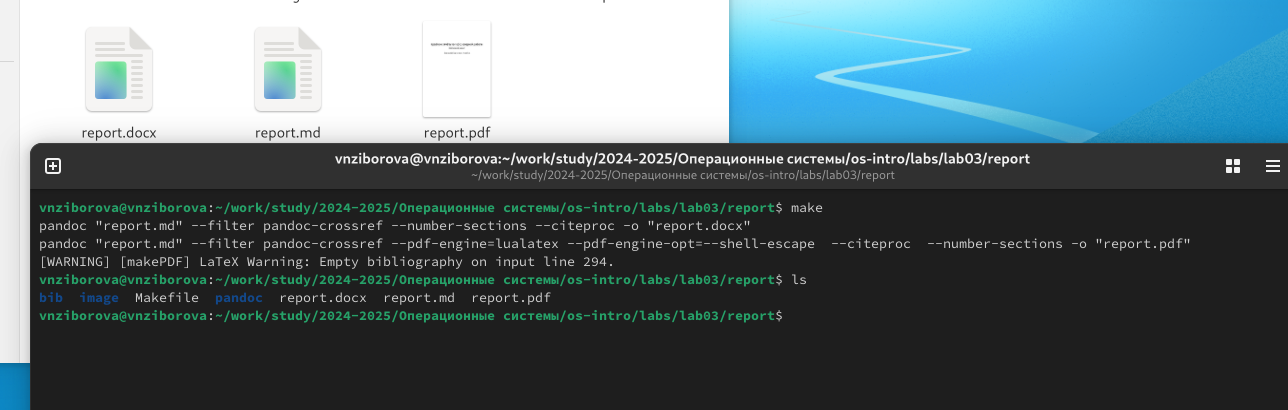 report.docx
report.md
report.pdf
vnziborova@vnziborova:~/work/study/2024-2025/Операционные системы/os-intro/labs/lab03/report
~/work/study/2024-2025/Операционные системы/os-intro/labs/lab03/report
vnziborova@vnziborova:~/work/study/2024-2025/Операционные системы/os-intro/labs/lab03/report$ make
pandoc "report.md" --filter pandoc-crossref --number-sections --citeproc -o "report.docx"
pandoc "report.md" --filter pandoc-crossref --pdf-engine=lualatex --pdf-engine-opt=--shell-escape  --citeproc  --number-sections -o "report.pdf"
[WARNING] [makePDF] LaTeX Warning: Empty bibliography on input line 294.
vnziborova@vnziborova:~/work/study/2024-2025/Операционные системы/os-intro/labs/lab03/report$ ls
bib  image  Makefile  pandoc  report.docx  report.md  report.pdf
vnziborova@vnziborova:~/work/study/2024-2025/Операционные системы/os-intro/labs/lab03/report$